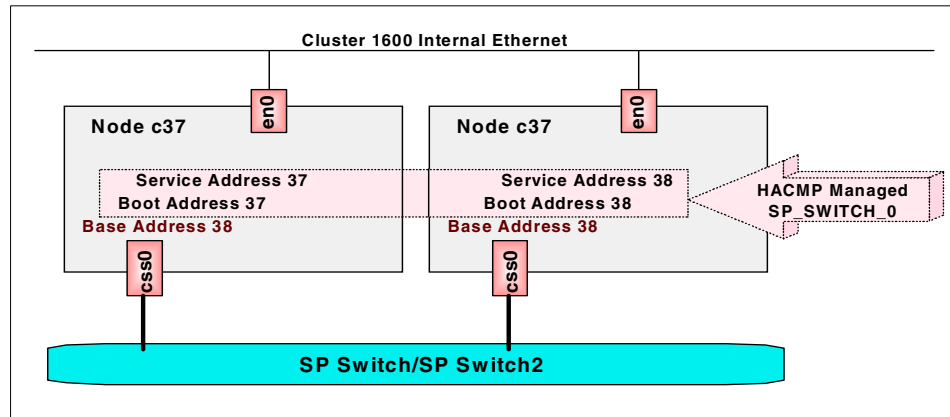 Cluster 1600 Internal Ethernet
en0
en0
Node c37
Node c37
Service Address 37
Boot Address 37
Base Address 38
Service Address 38
Boot Address 38
Base Address 38
HACMP Managed
SP_SWITCH_0
css0
css0
SP Switch/SP Switch2